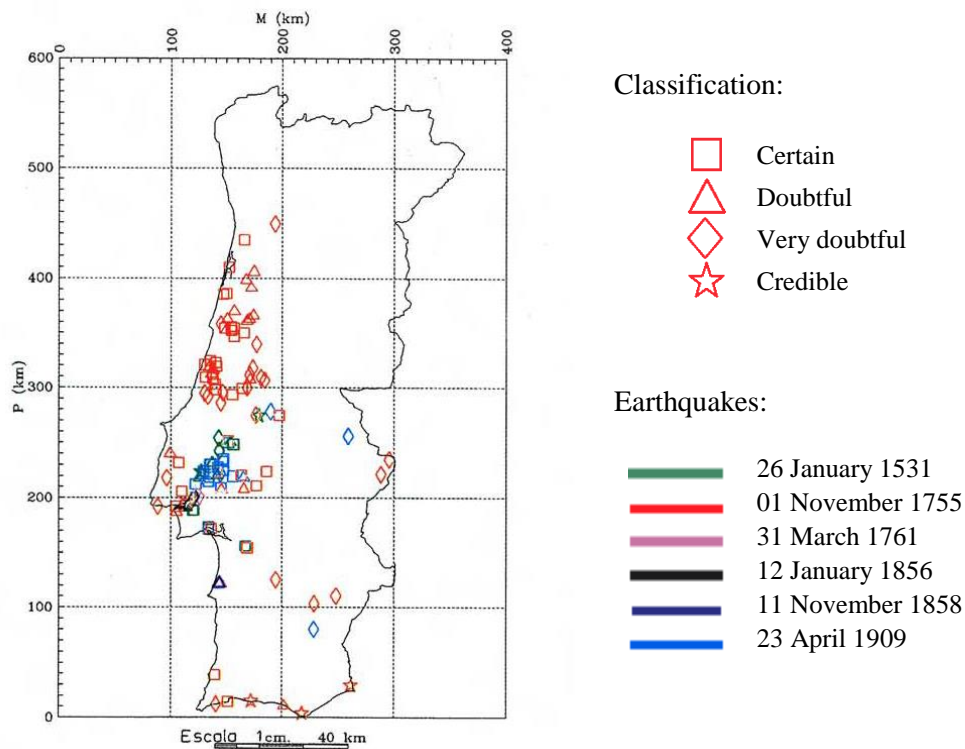 M (km)
0 100 200 300 400
600
500
400
300
200
100
0
P (km)
Escala 1cm. 40 km
Classification:
Certain
Doubtful
Very doubtful
Credible
Earthquakes:
26 January 1531
01 November 1755
31 March 1761
12 January 1856
11 November 1858
23 April 1909